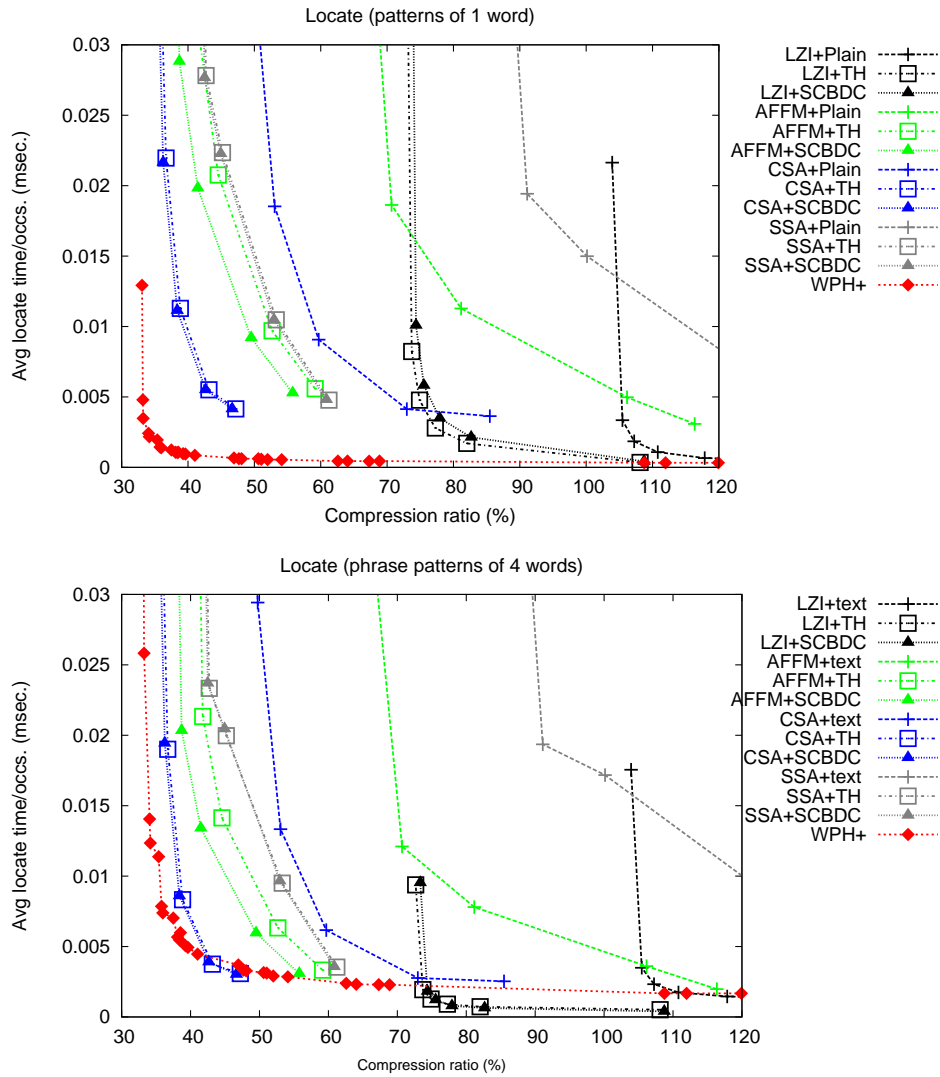 Locate (patterns of 1 word)
Avg locate time/occs. (msec.)
0.03
0.025
0.02
0.015
0.01
0.005
0
30 40 50 60 70 80 90 100 110 120
Compression ratio (%)
LZI+Plain
LZI+TH
LZI+SCBDC
AFFM+Plain
AFFM+TH
AFFM+SCBDC
CSA+Plain
CSA+TH
CSA+SCBDC
SSA+Plain
SSA+TH
SSA+SCBDC
WPH+
Locate (phrase patterns of 4 words)
Avg locate time/occs. (msec.)
0.03
0.025
0.02
0.015
0.01
0.005
0
30 40 50 60 70 80 90 100 110 120
Compression ratio (%)
LZI+text
LZI+TH
LZI+SCBDC
AFFM+text
AFFM+TH
AFFM+SCBDC
CSA+text
CSA+TH
CSA+SCBDC
SSA+text
SSA+TH
SSA+SCBDC
WPH+